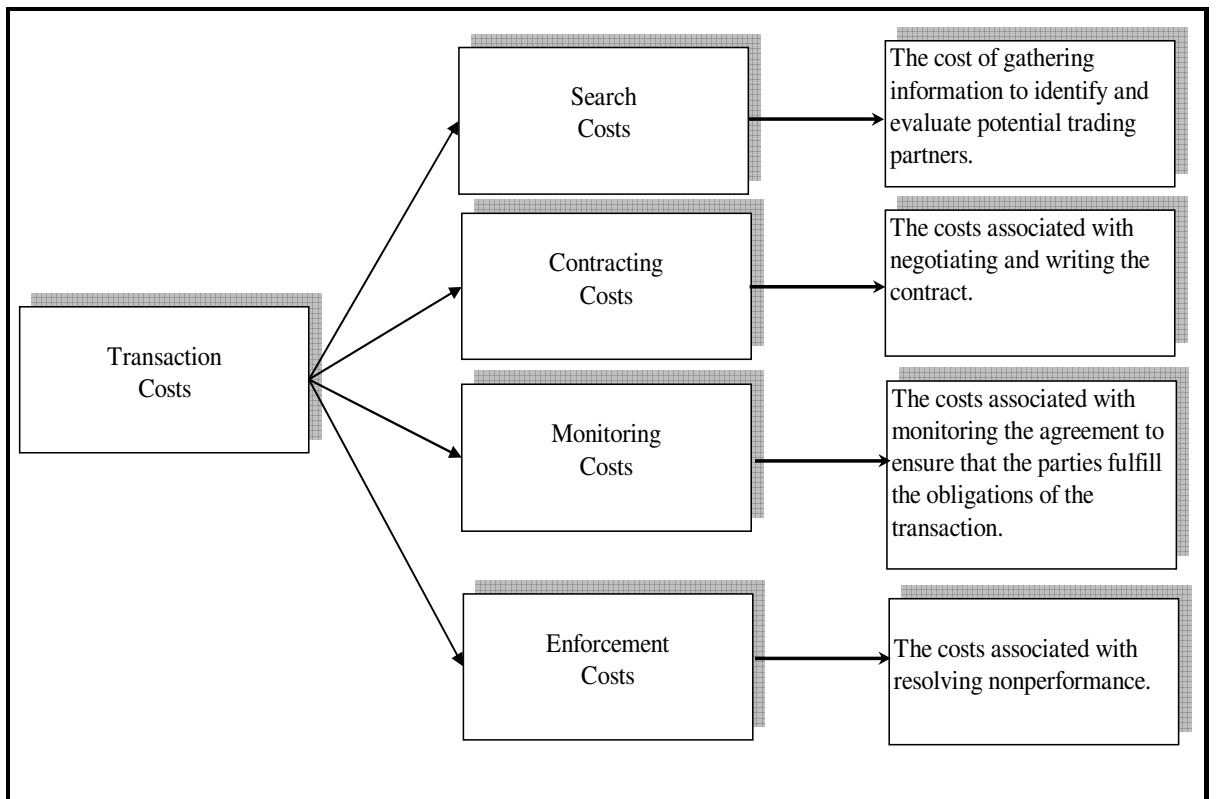 Transaction
Costs
Search
Costs
The cost of gathering
information to identify and
evaluate potential trading
partners.
Contracting
Costs
The costs associated with
negotiating and writing the
contract.
Monitoring
Costs
The costs associated with
monitoring the agreement to
ensure that the parties fulfill
the obligations of the
transaction.
Enforcement
Costs
The costs associated with
resolving nonperformance.